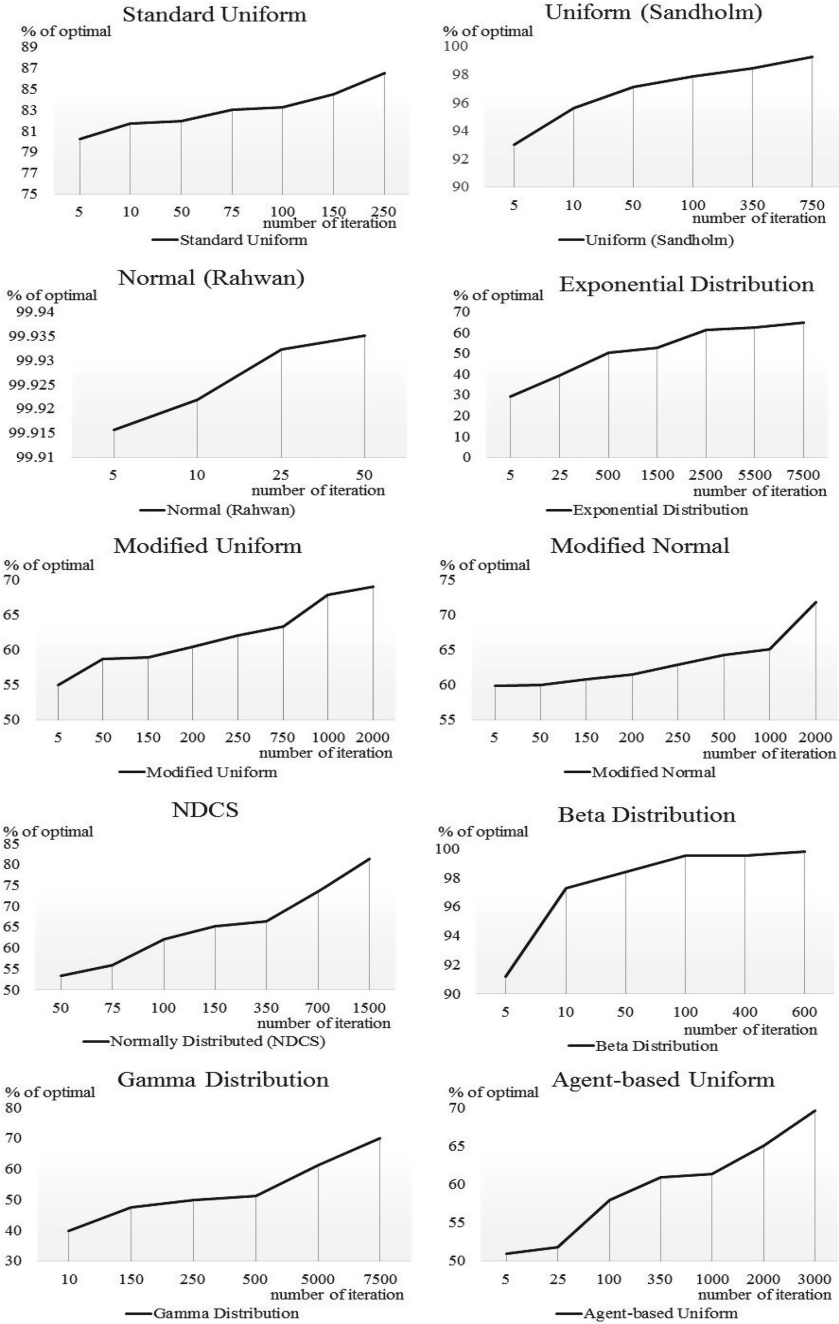 Standard Uniform
% of optimal
89
87
85
83
81
79
77
75
5 10 50 75 100 150 250
number of iteration
Standard Uniform
Uniform (Sandholm)
% of optimal
100
98
96
94
92
90
5 10 50 100 350 750
number of iteration
Uniform (Sandholm)
Normal (Rahwan)
% of optimal
99.94
99.935
99.93
99.925
99.92
99.915
99.91
5 10 25 50
number of iteration
Normal (Rahwan)
Exponential Distribution
% of optimal
70
60
50
40
30
20
10
0
5 25 500 1500 2500 5500 7500
number of iteration
Exponential Distribution
Modified Uniform
% of optimal
70
65
60
55
50
5 50 150 200 250 750 1000 2000
number of iteration
Modified Uniform
Modified Normal
% of optimal
75
70
65
60
55
5 50 150 200 250 500 1000 2000
number of iteration
Modified Normal
NDCS
% of optimal
85
80
75
70
65
60
55
50
50 75 100 150 350 700 1500
number of iteration
Normally Distributed (NDCS)
Beta Distribution
% of optimal
100
98
96
94
92
90
5 10 50 100 400 600
number of iteration
Beta Distribution
Gamma Distribution
% of optimal
80
70
60
50
40
30
10 150 250 500 5000 7500
number of iteration
Gamma Distribution
Agent-based Uniform
% of optimal
70
65
60
55
50
5 25 100 350 1000 2000 3000
number of iteration
Agent-based Uniform